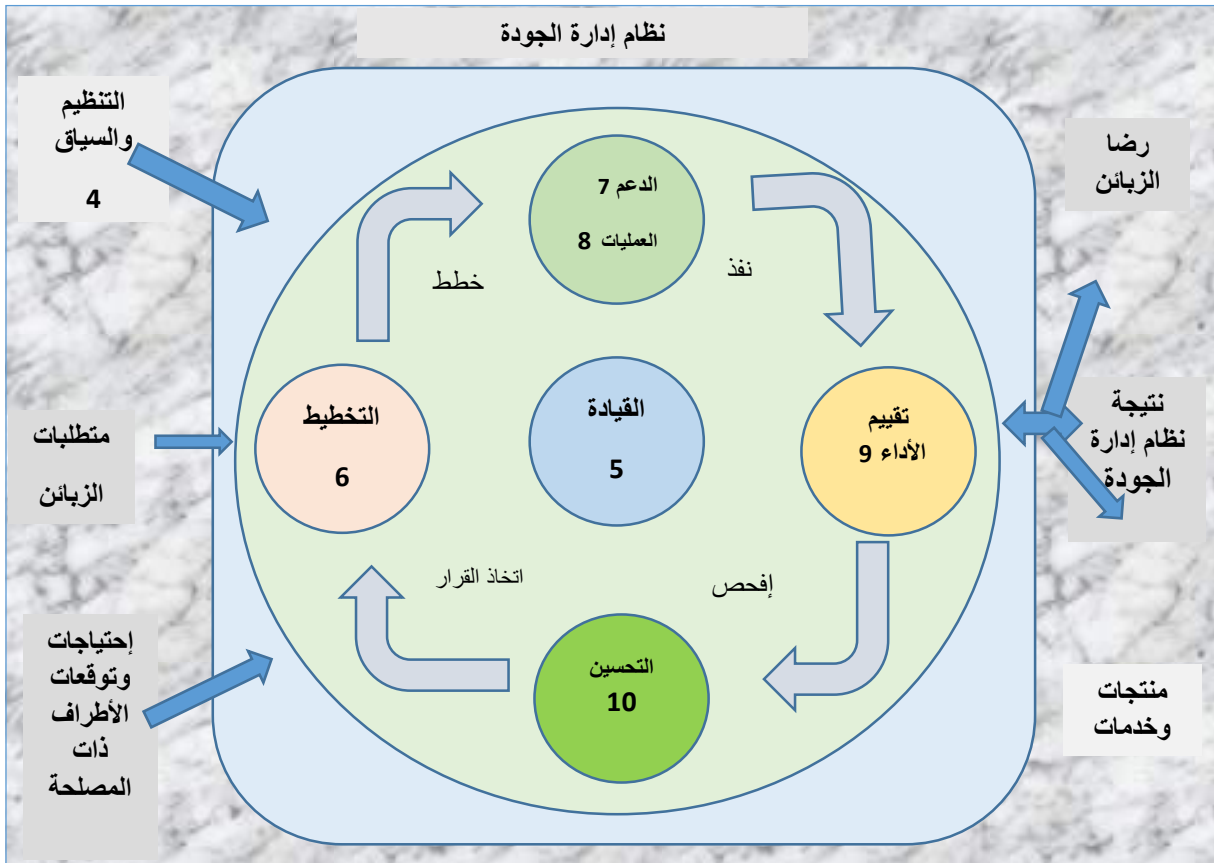 نظام إدارة الجودة
التنظيم
والسياق
4
رضا
الزبائن
الدعم 7
العمليات 8
خطط
نفذ
متطلبات
الزبائن
التخطيط
6
القيادة
5
تقييم
الأداء 9
نتيجة
نظام إدارة
الجودة
اتخاذ القرار
إفحص
إحتياجات
وتوقعات
الأطراف
ذات
المصلحة
التحسين
10
منتجات
وخدمات